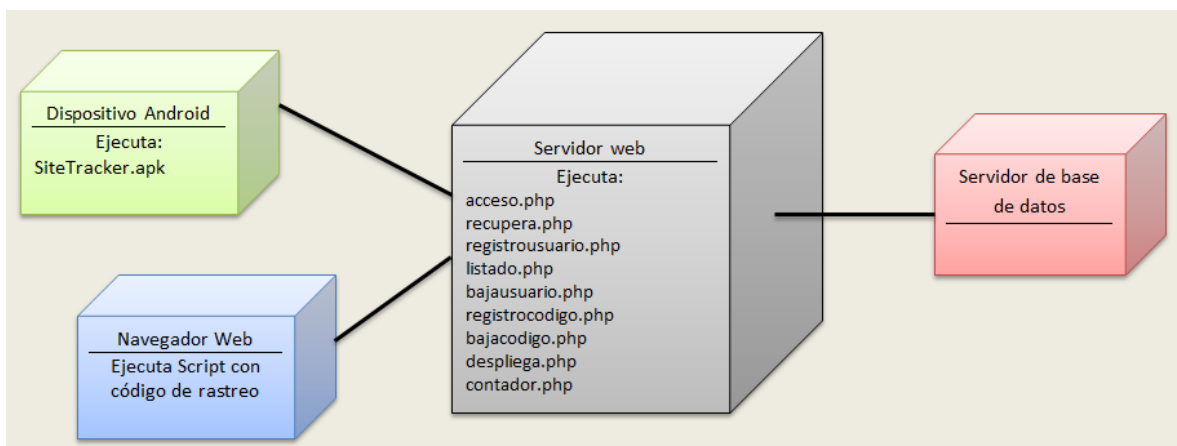 Dispositivo Android
Ejecuta:
SiteTracker.apk
Navegador Web
Ejecuta Script con
código de rastreo
Servidor web
Ejecuta:
acceso.php
recupera.php
registrousuario.php
listado.php
bajausuario.php
registrocodigo.php
bajacodigo.php
despliega.php
contador.php
Servidor de base
de datos